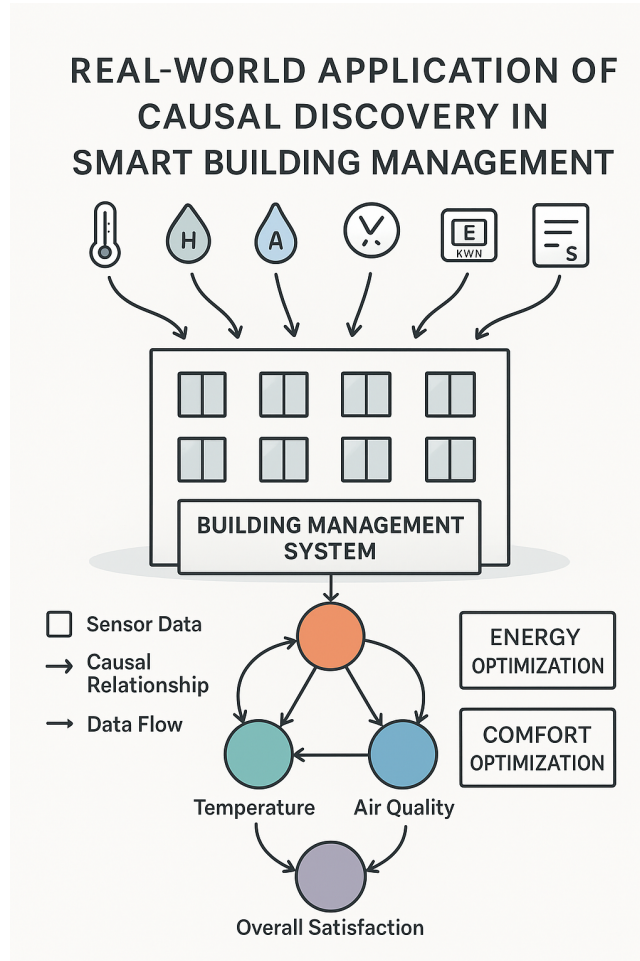 REAL-WORLD APPLICATION OF
CAUSAL DISCOVERY IN
SMART BUILDING MANAGEMENT
H
A
E
KWN
S
BUILDING MANAGEMENT
SYSTEM
Sensor Data
Causal
Relationship
Data Flow
ENERGY
OPTIMIZATION
COMFORT
OPTIMIZATION
Temperature
Air Quality
Overall Satisfaction